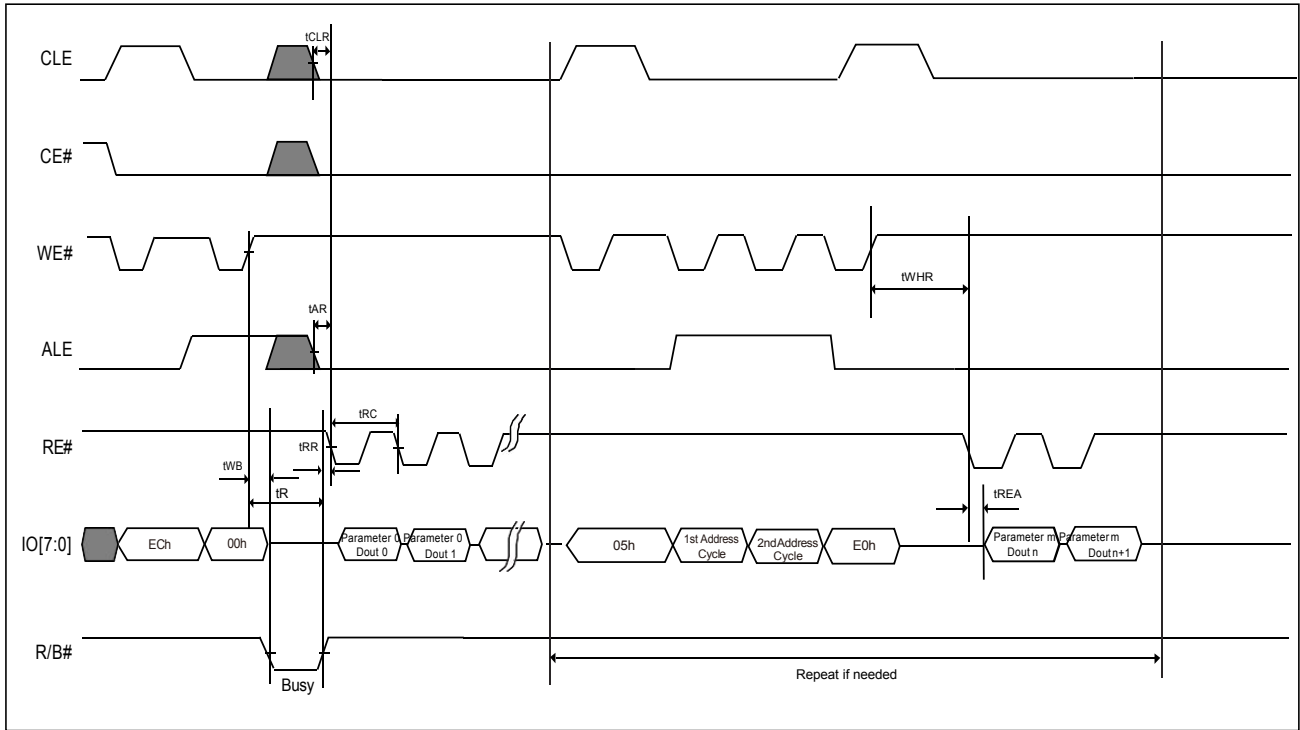 tCLR
CLE
CE#
WE#
tWHR
tAR
ALE
tRC
RE#
tRR
tWB
tR
tREA
IO[7:0]
ECh
00h
Parameter 0
Dout 0
Parameter 0
Dout 1
05h
1st Address
Cycle
2nd Address
Cycle
E0h
Parameter m
Dout n
Parameter m
Dout n+1
R/B#
Busy
Repeat if needed